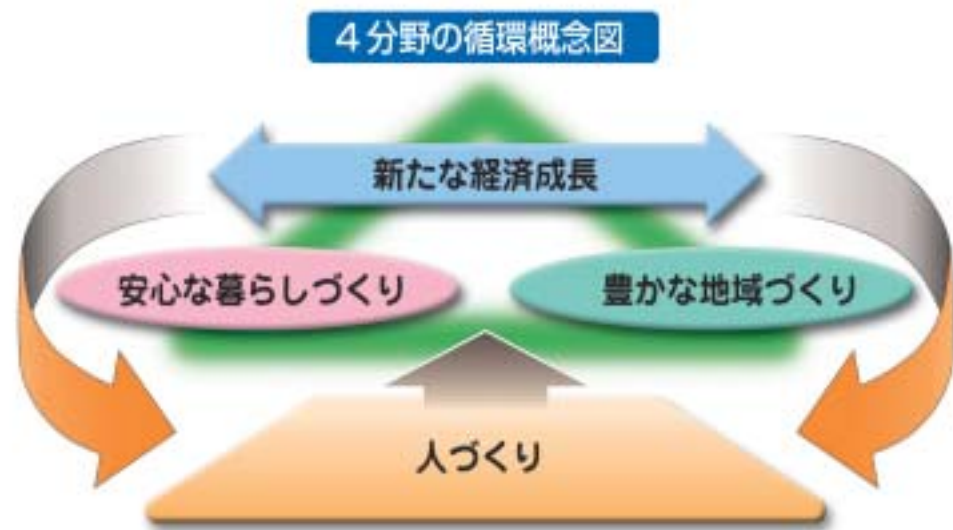 4分野の循環概念図
新たな経済成長
安心な暮らしづくり
豊かな地域づくり
人づくり